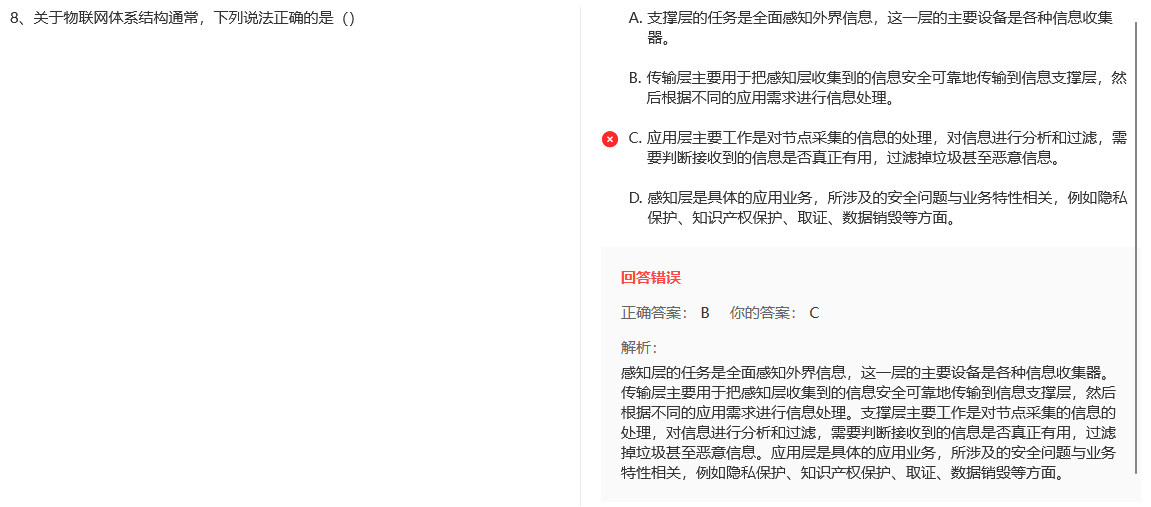 8、关于物联网体系结构通常，下列说法正确的是（）
A. 支撑层的任务是全面感知外界信息，这一层的主要设备是各种信息收集
器。
B. 传输层主要用于把感知层收集到的信息安全可靠地传输到信息支撑层，然
后根据不同的应用需求进行信息处理。
C. 应用层主要工作是对节点采集的信息的处理，对信息进行分析和过滤，需
要判断接收到的信息是否真正有用，过滤掉垃圾甚至恶意信息。
D. 感知层是具体的应用业务，所涉及的安全问题与业务特性相关，例如隐私
保护、知识产权保护、取证、数据销毁等方面。
回答错误
正确答案： B 你的答案： C
解析：
感知层的任务是全面感知外界信息，这一层的主要设备是各种信息收集器。
传输层主要用于把感知层收集到的信息安全可靠地传输到信息支撑层，然后
根据不同的应用需求进行信息处理。支撑层主要工作是对节点采集的信息的
处理，对信息进行分析和过滤，需要判断接收到的信息是否真正有用，过滤
掉垃圾甚至恶意信息。应用层是具体的应用业务，所涉及的安全问题与业务
特性相关，例如隐私保护、知识产权保护、取证、数据销毁等方面。